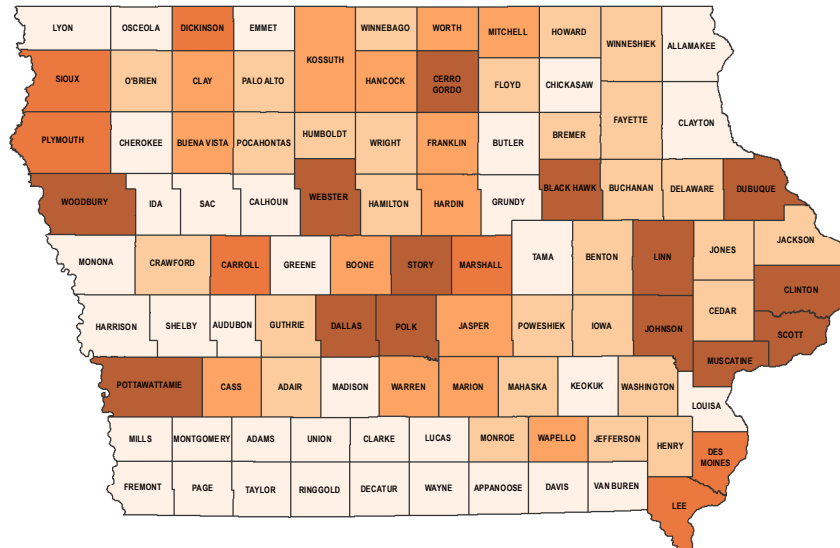 LYON
OSCEOLA
DICKINSON
EMMET
KOSSUTH
WINNEBAGO
WORTH
MITCHELL
HOWARD
WINNESHIEK
ALLAMAKEE
SIOUX
O'BRIEN
CLAY
PALO ALTO
HANCOCK
CERRO
GORDO
FLOYD
CHICKASAW
PLYMOUTH
CHEROKEE
BUENA VISTA
POCAHONTAS
HUMBOLDT
WRIGHT
FRANKLIN
BUTLER
BREMER
FAYETTE
CLAYTON
WOODBURY
IDA
SAC
CALHOUN
WEBSTER
HAMILTON
HARDIN
GRUNDY
BLACK HAWK
BUCHANAN
DELAWARE
DUBUQUE
MONONA
CRAWFORD
CARROLL
GREENE
BOONE
STORY
MARSHALL
TAMA
BENTON
LINN
JONES
JACKSON
CLINTON
HARRISON
SHELBY
AUDUBON
GUTHRIE
DALLAS
POLK
JASPER
POWESHIEK
IOWA
JOHNSON
CEDAR
SCOTT
MUSCATINE
POTTAWATTAMIE
CASS
ADAIR
MADISON
WARREN
MARION
MAHASKA
KEOKUK
WASHINGTON
LOUISA
MILLS
MONTGOMERY
ADAMS
UNION
CLARKE
LUCAS
MONROE
WAPELLO
JEFFERSON
HENRY
DES
MOINES
FREMONT
PAGE
TAYLOR
RINGGOLD
DECATUR
WAYNE
APPANOOSE
DAVIS
VAN BUREN
LEE